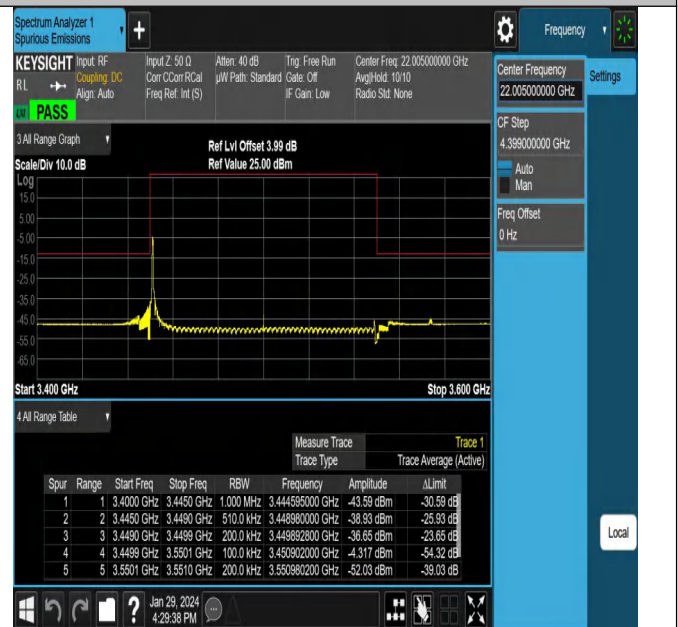 Spectrum Analyzer 1
Spurious Emissions
+
Frequency
KEYSIGHT Input: RF Input Z: 50 Ω Atten: 40 dB Trig: Free Run Center Freq: 22.005000000 GHz
RL Coupling: DC Corr CCorr RCal µW Path: Standard Gate: Off Avg|Hold: 10/10
Align: Auto Freq Ref: Int (S) IF Gain: Low Radio Std: None
PASS
Center Frequency
22.005000000 GHz
Settings
CF Step
4.399000000 GHz
Auto
Man
Freq Offset
0 Hz
3 All Range Graph
Ref Lvl Offset 3.99 dB
Scale/Div 10.0 dB Ref Value 25.00 dBm
Log
15.0
5.00
-5.00
-15.0
-25.0
-35.0
-45.0
-55.0
-65.0
Start 3.400 GHz Stop 3.600 GHz
4 All Range Table
Measure Trace Trace 1
Trace Type Trace Average (Active)
Spur Range Start Freq Stop Freq RBW Frequency Amplitude ΔLimit
1 1 3.4000 GHz 3.4450 GHz 1.000 MHz 3.444595000 GHz -43.59 dBm -30.59 dB
2 2 3.4450 GHz 3.4490 GHz 510.0 kHz 3.448980000 GHz -38.93 dBm -25.93 dB
3 3 3.4490 GHz 3.4499 GHz 200.0 kHz 3.449892800 GHz -36.65 dBm -23.65 dB
4 4 3.4499 GHz 3.5501 GHz 100.0 kHz 3.450902000 GHz -4.317 dBm -54.32 dB
5 5 3.5501 GHz 3.5510 GHz 200.0 kHz 3.550980200 GHz -52.03 dBm -39.03 dB
Local
?
Jan 29, 2024
4:29:38 PM